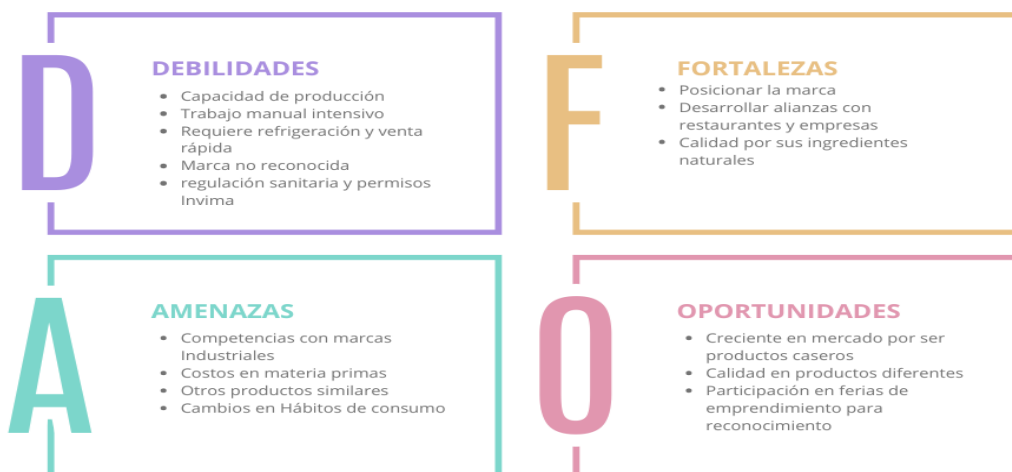 D
DEBILIDADES
• Capacidad de producción
• Trabajo manual intensivo
• Requiere refrigeración y venta
rápida
• Marca no reconocida
• regulación sanitaria y permisos
Invima
F
FORTALEZAS
• Posicionar la marca
• Desarrollar alianzas con
restaurantes y empresas
• Calidad por sus ingredientes
naturales
A
AMENAZAS
• Competencias con marcas
Industriales
• Costos en materia primas
• Otros productos similares
• Cambios en Hábitos de consumo
O
OPORTUNIDADES
• Creciente en mercado por ser
productos caseros
• Calidad en productos diferentes
• Participación en ferias de
emprendimiento para
reconocimiento